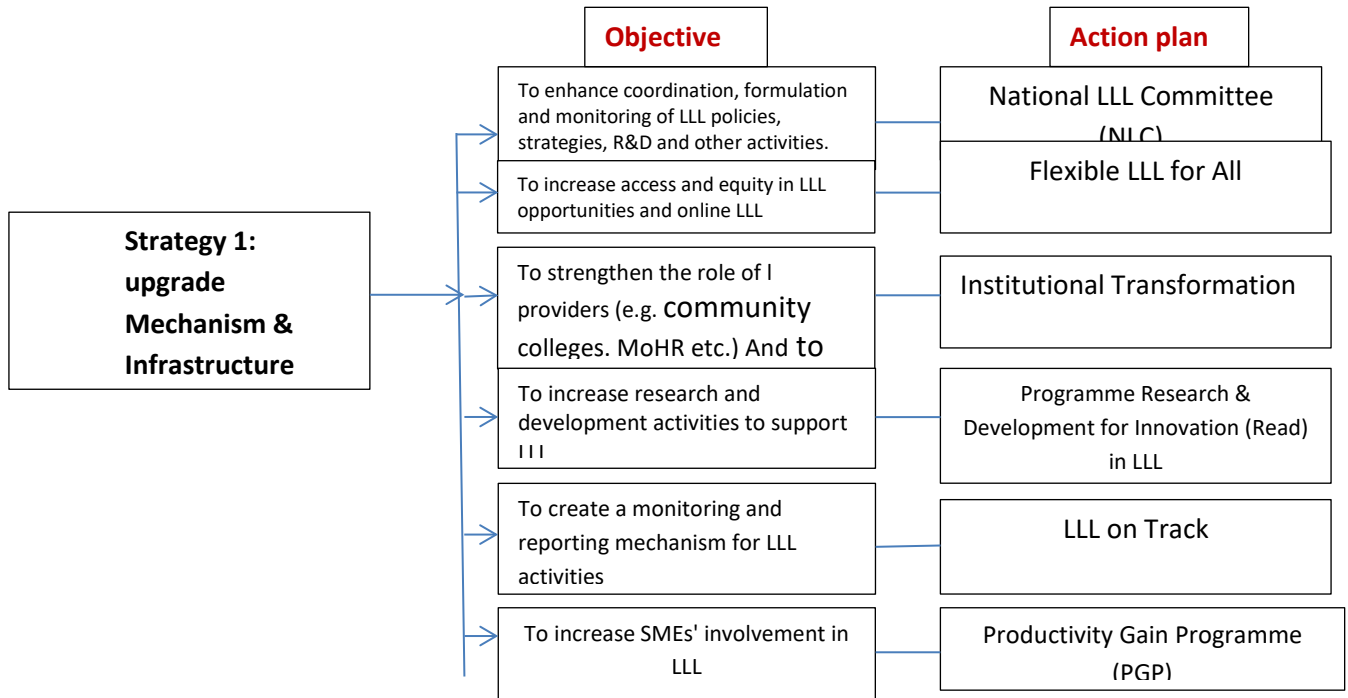 Objective
Action plan
To enhance coordination, formulation
and monitoring of LLL policies,
strategies, R&D and other activities.
National LLL Committee
(NLC)
To increase access and equity in LLL
opportunities and online LLL
Flexible LLL for All
Strategy 1:
upgrade
Mechanism &
Infrastructure
To strengthen the role of l
providers (e.g. community
colleges. MoHR etc.) And to
Institutional Transformation
To increase research and
development activities to support
LLL
Programme Research &
Development for Innovation (Read)
in LLL
To create a monitoring and
reporting mechanism for LLL
activities
LLL on Track
To increase SMEs' involvement in
LLL
Productivity Gain Programme
(PGP)